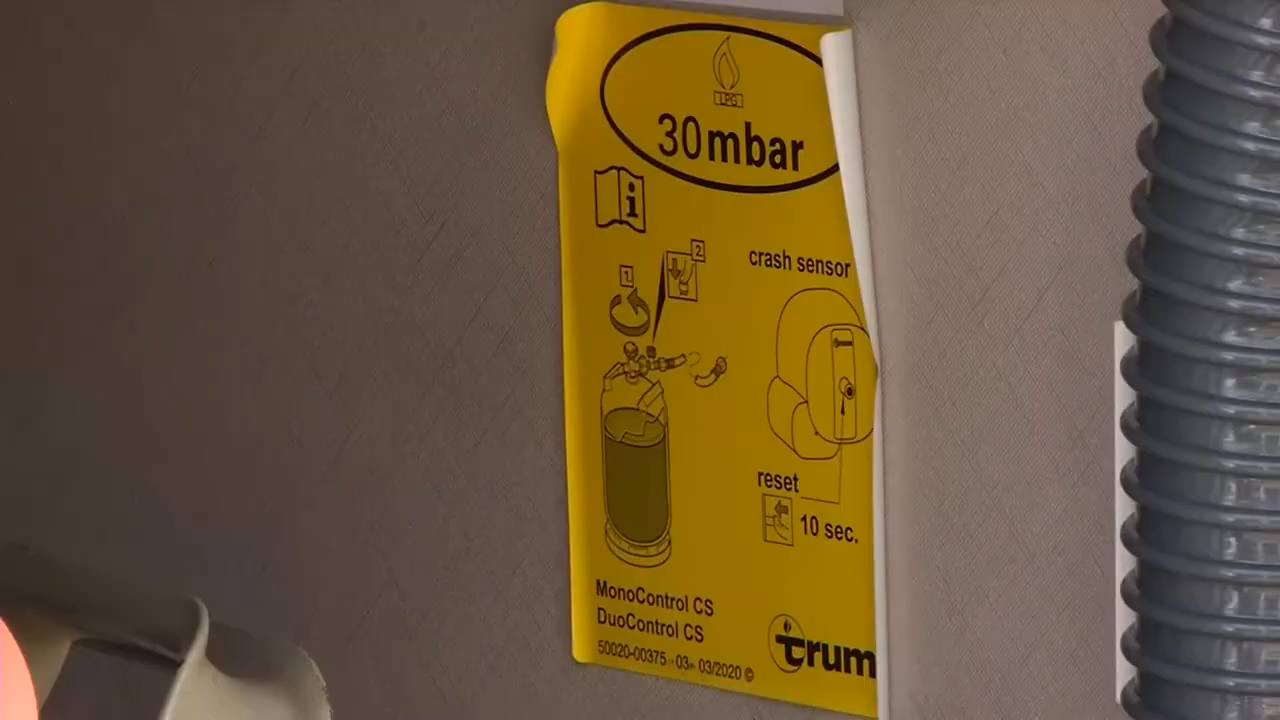 LPG
30mbar
i
2
1
crash sensor
reset
10 sec.
MonoControl CS
DuoControl CS
trum
50020-00375 - 03 - 03/2020 ©